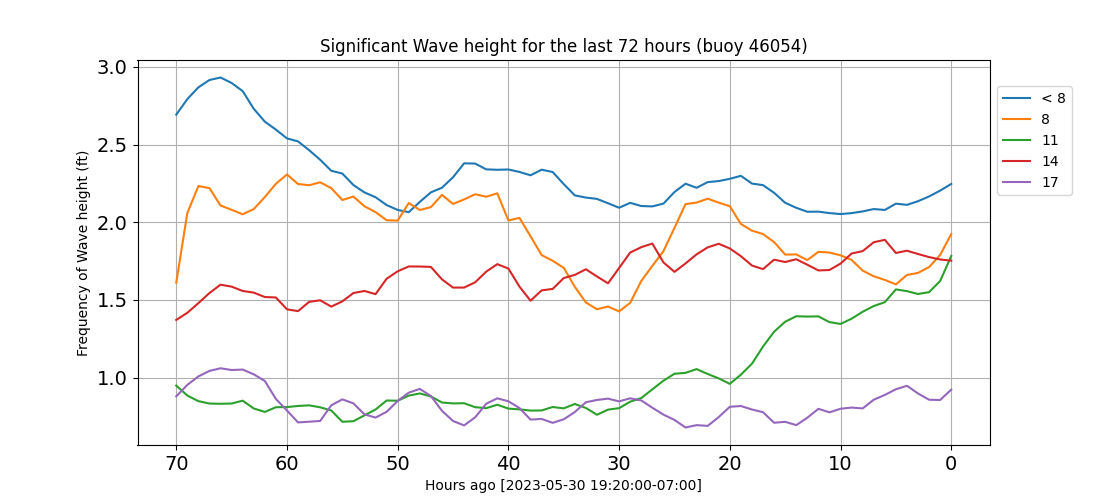 Significant Wave height for the last 72 hours (buoy 46054)
3.0
2.5
2.0
1.5
1.0
Frequency of Wave height (ft)
70 60 50 40 30 20 10 0
Hours ago [2023-05-30 19:20:00-07:00]
< 8
8
11
14
17